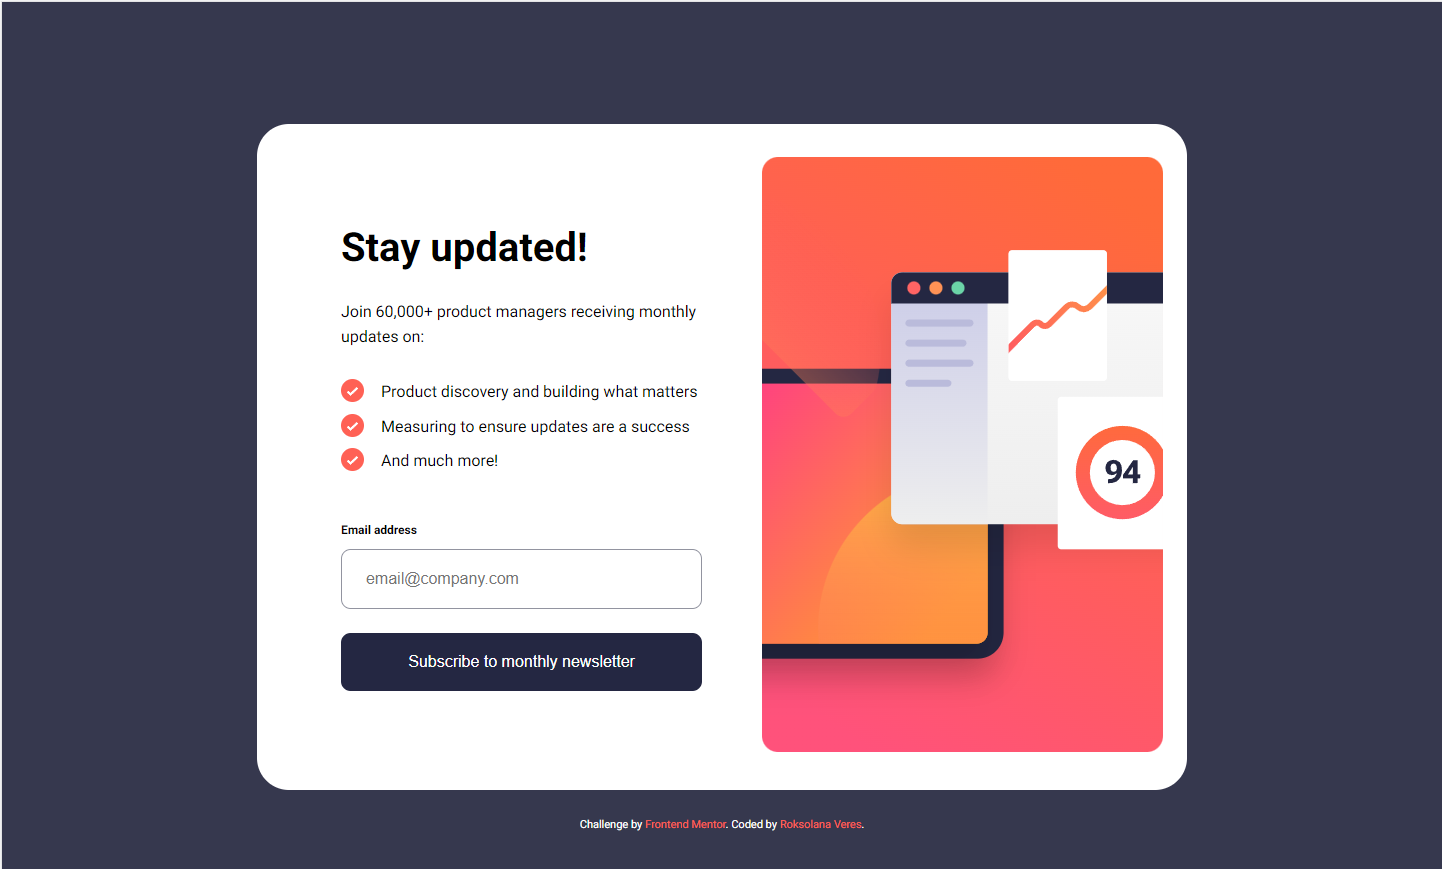 Stay updated!
Join 60,000+ product managers receiving monthly
updates on:
Product discovery and building what matters
Measuring to ensure updates are a success
And much more!
Email address
email@company.com
Subscribe to monthly newsletter
94
Challenge by Frontend Mentor. Coded by Roksolana Veres.